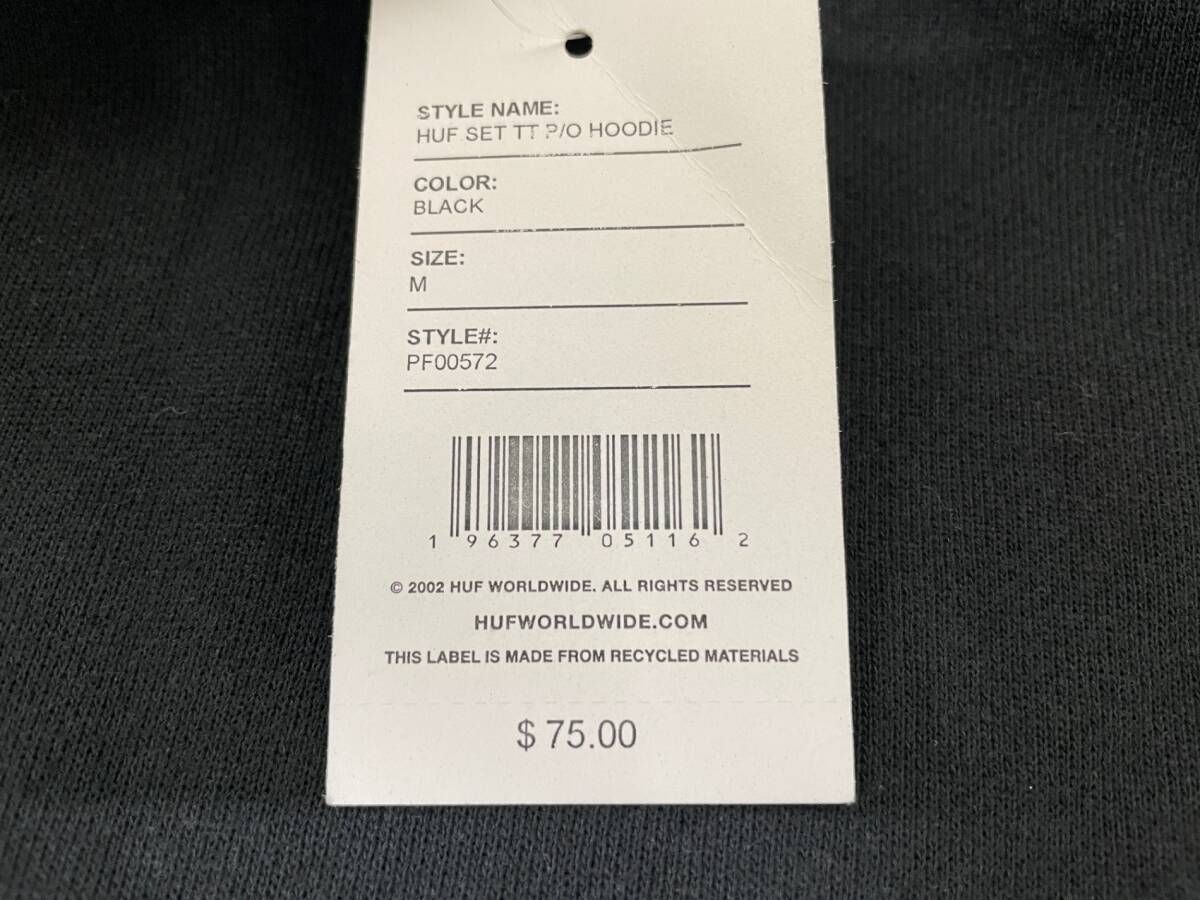 STYLE NAME:
HUF SET TT P/O HOODIE
COLOR:
BLACK
SIZE:
M
STYLE#:
PF00572
1 96377 05116 2
© 2002 HUF WORLDWIDE. ALL RIGHTS RESERVED
HUFWORLDWIDE.COM
THIS LABEL IS MADE FROM RECYCLED MATERIALS
$ 75.00